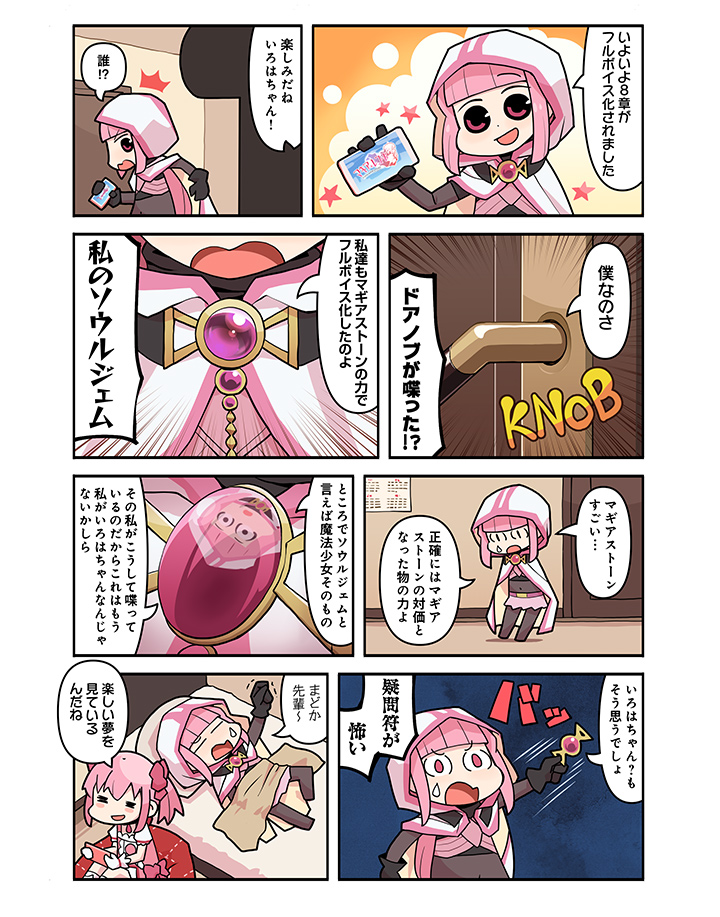 いよいよ8章が
フルボイス化されました
楽しみだね
いろはちゃん!
誰!?
僕なのさ
ドアノブが喋った!?
KNOB
私達もマギアストーンの力で
フルボイス化したのよ
私のソウルジェム
マギアストーン
すごい…
正確にはマギア
ストーンの対価と
なった物の力よ
ところでソウルジェムと
言えば魔法少女そのもの
その私がこうして喋って
いるのだからこれはもう
私がいろはちゃんなんじゃ
ないかしら
いろはちゃん?も
そう思うでしょ
バッ
疑問符が
怖い
まどか
先輩~
楽しい夢を
見ている
んだね